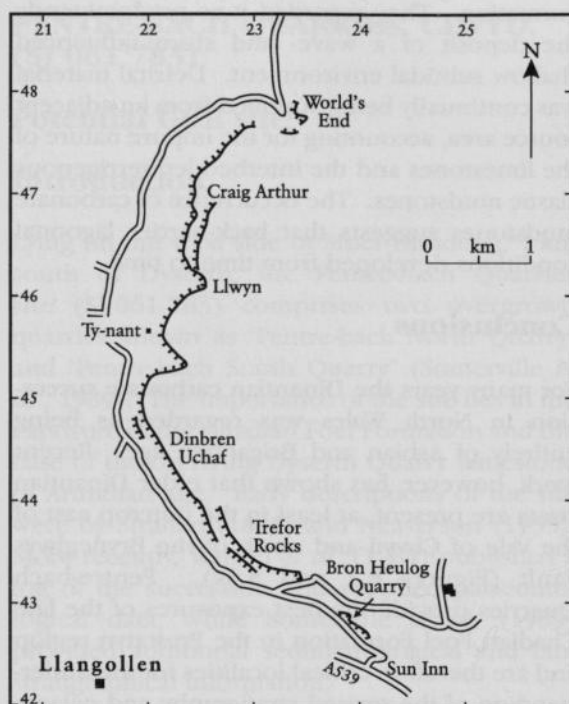 21 22 23 24 25
N
48
World's
End
47
Craig Arthur
0 km 1
46
Llwyn
Ty-nant
45
Dinbren
Uchaf
44
Trefor
Rocks
Bron Heulog
Quarry
43
Llangollen
Sun Inn
A539
42